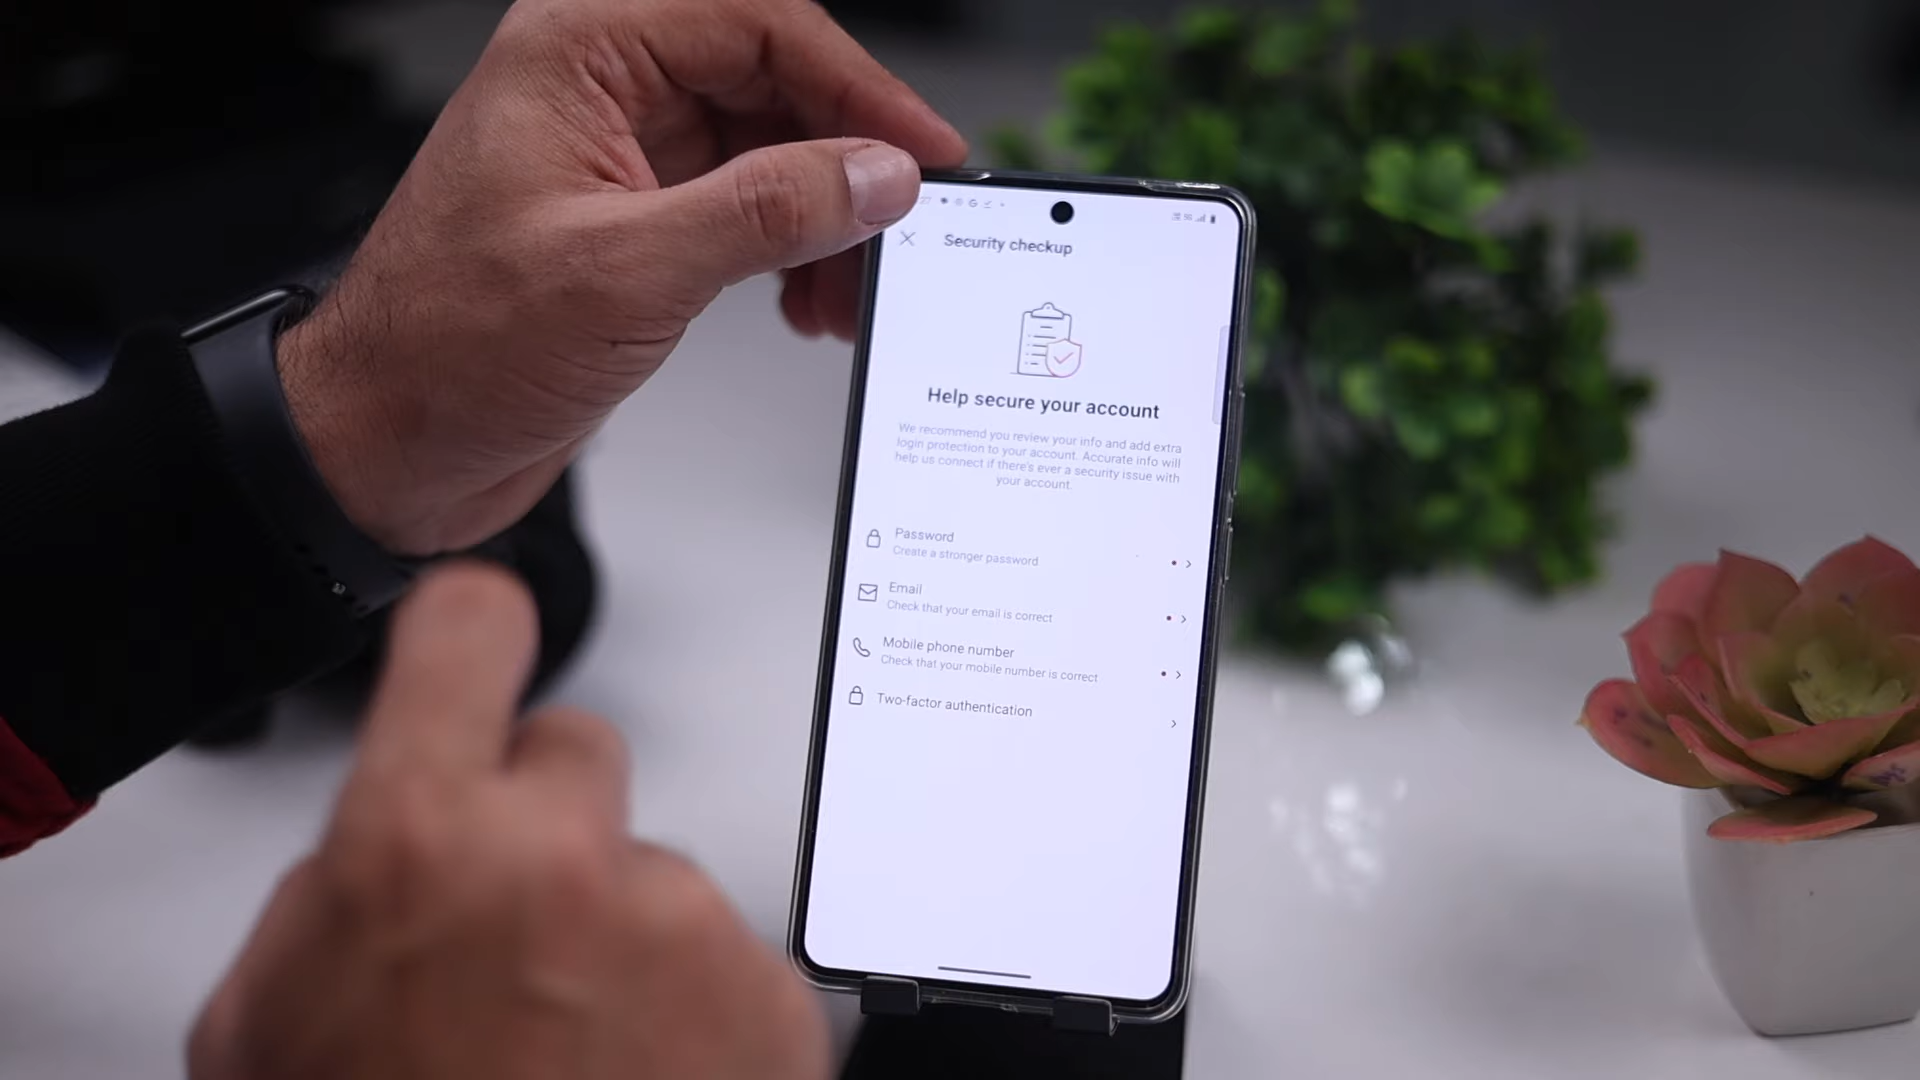 27 G
5G
Security checkup
Help secure your account
We recommend you review your info and add extra
login protection to your account. Accurate info will
help us connect if there's ever a security issue with
your account.
Password
Create a stronger password
Email
Check that your email is correct
Mobile phone number
Check that your mobile number is correct
Two-factor authentication